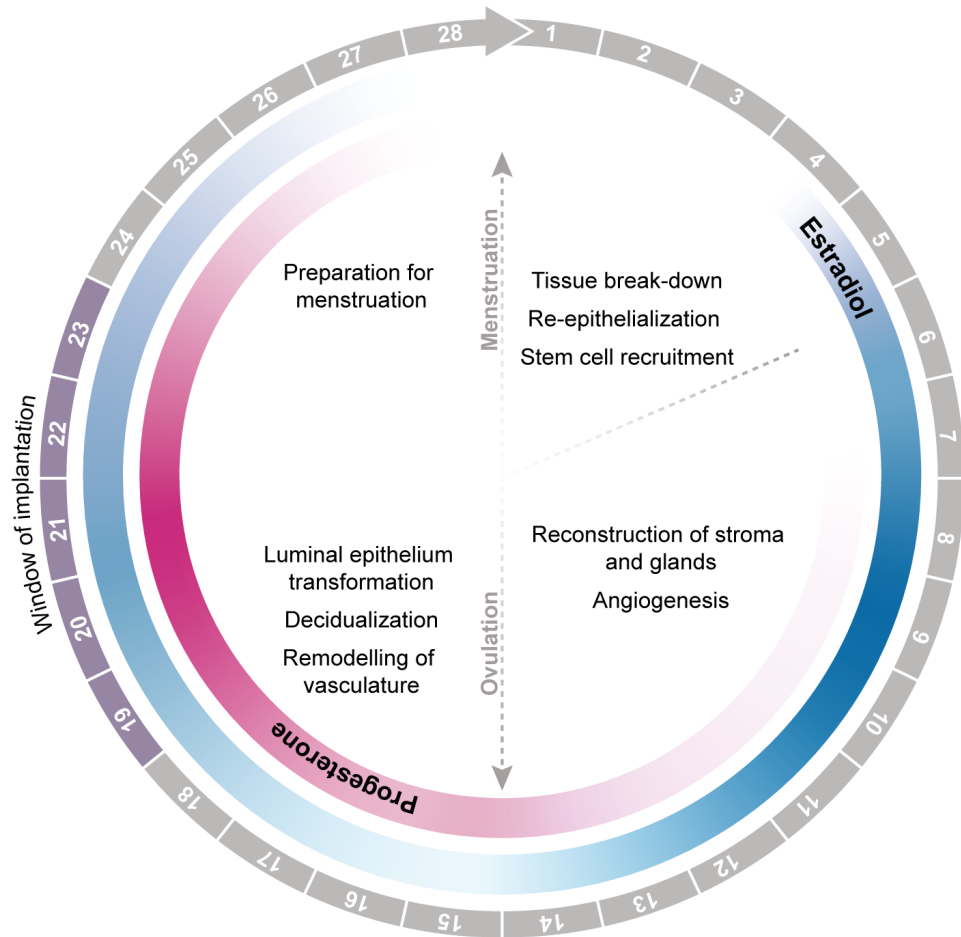 1
2
3
4
5
6
7
8
9
10
11
12
13
14
15
16
17
18
19
20
21
22
23
24
25
26
27
28
Window of implantation
Estradiol
Progesterone
Menstruation
Ovulation
Preparation for
menstruation
Tissue break-down
Re-epithelialization
Stem cell recruitment
Reconstruction of stroma
and glands
Angiogenesis
Luminal epithelium
transformation
Decidualization
Remodelling of
vasculature